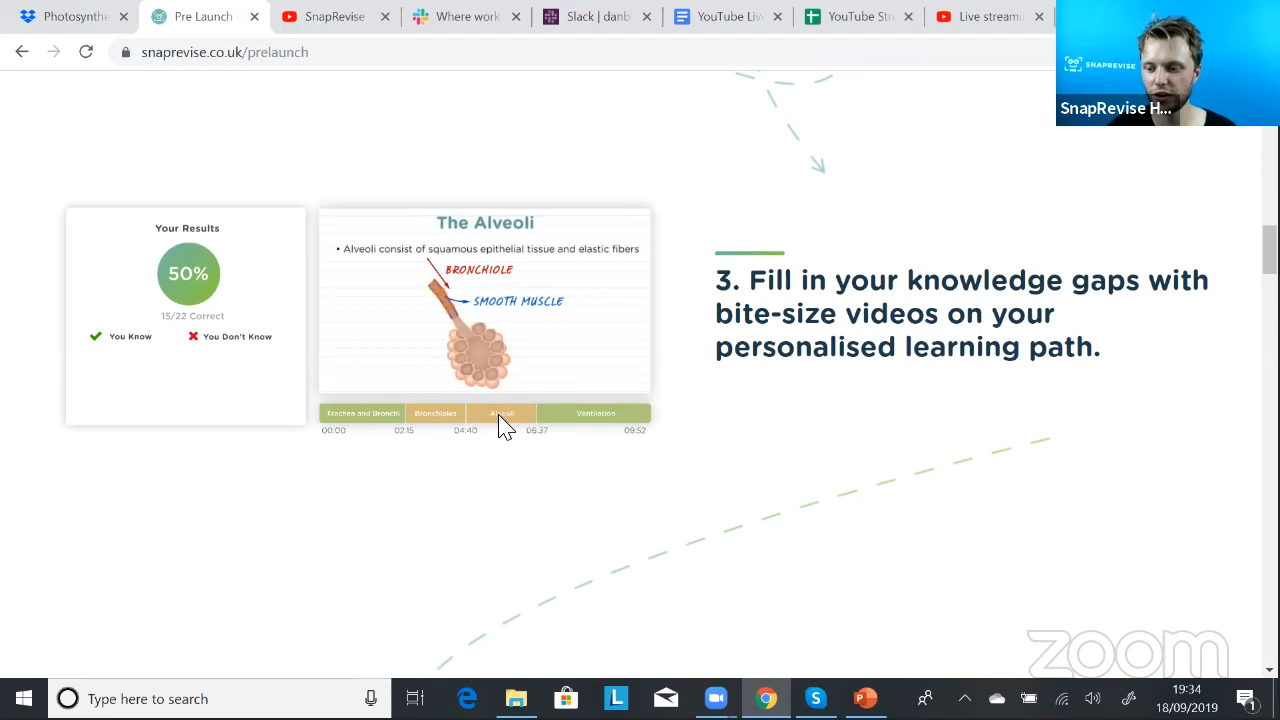 Photosynthe
Pre Launch
SnapRevise
Where work
Slack | danb
YouTube Liv
YouTube Str
Live streami
snaprevise.co.uk/prelaunch
SNAPREVISE
SnapRevise H...
Your Results
50%
15/22 Correct
You Know
You Don't Know
The Alveoli
• Alveoli consist of squamous epithelial tissue and elastic fibers
BRONCHIOLE
SMOOTH MUSCLE
Trachea and Bronchi
Bronchioles
Alveoli
Ventilation
00:00
02:15
04:40
06:37
09:52
3. Fill in your knowledge gaps with
bite-size videos on your
personalised learning path.
zoom
Type here to search
19:34
18/09/2019
1